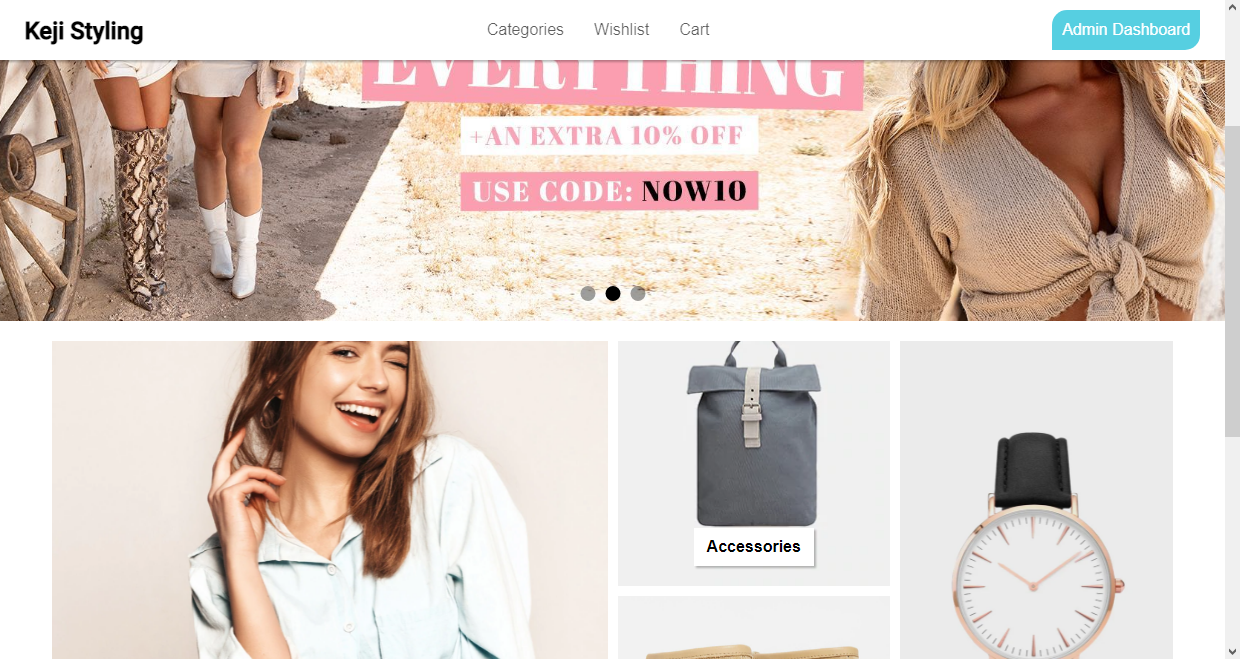 Keji Styling
Categories Wishlist Cart
Admin Dashboard
EVERYTHING
+AN EXTRA 10% OFF
USE CODE: NOW10
Accessories